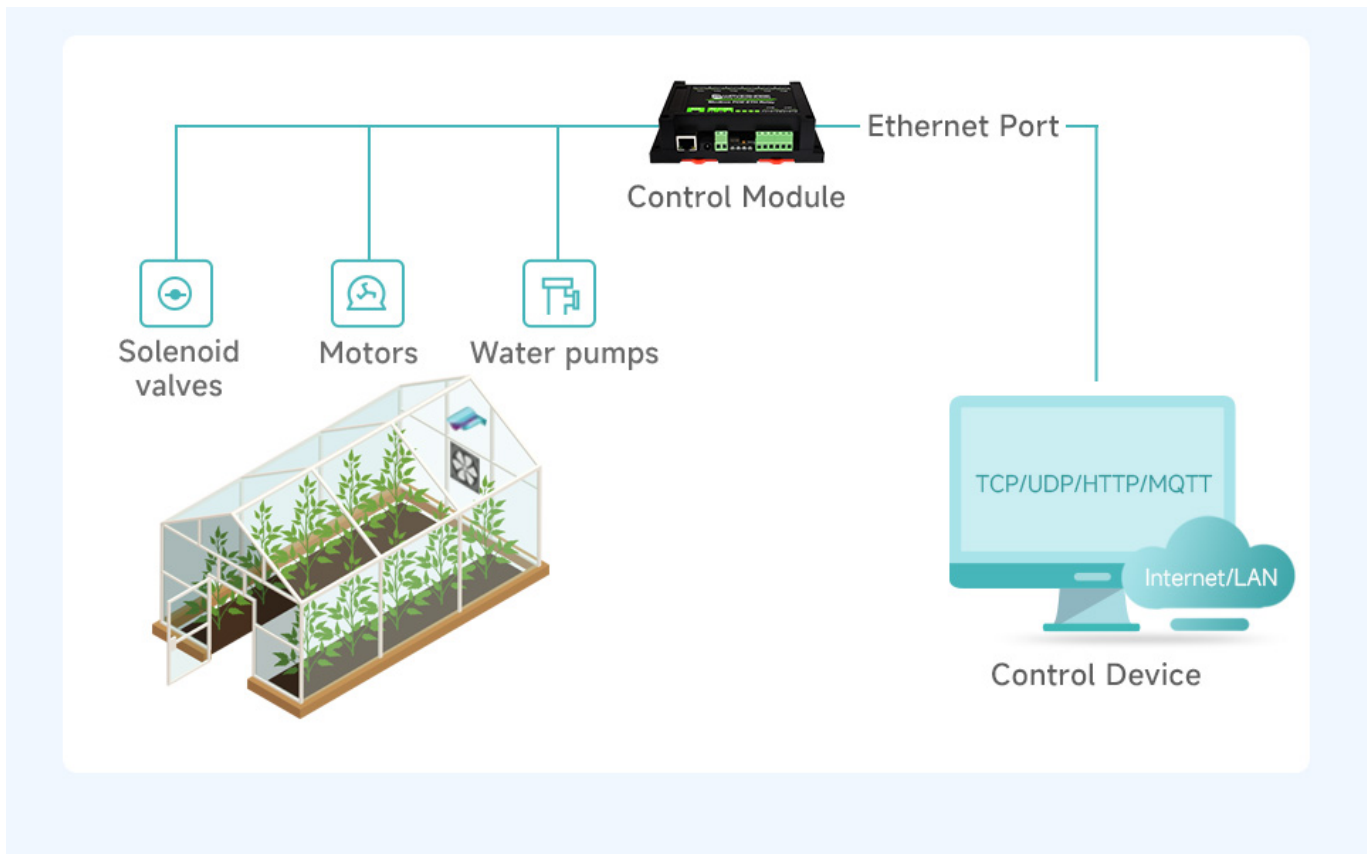 Ethernet Port
Control Module
Solenoid
valves
Motors
Water pumps
TCP/UDP/HTTP/MQTT
Internet/LAN
Control Device